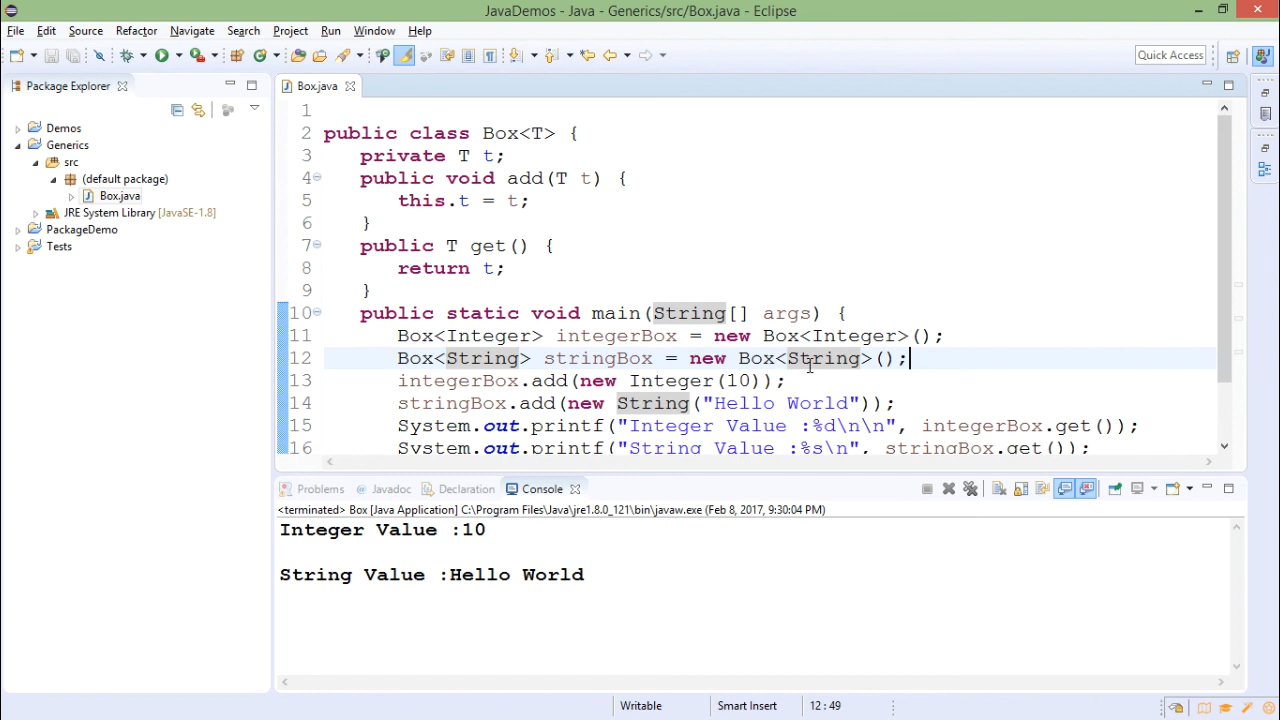 JavaDemos - Java - Generics/src/Box.java - Eclipse
File Edit Source Refactor Navigate Search Project Run Window Help
Quick Access
Package Explorer
Demos
Generics
src
(default package)
Box.java
JRE System Library [JavaSE-1.8]
PackageDemo
Tests
Box.java
1
2 public class Box<T> {
3 private T t;
4 public void add(T t) {
5 this.t = t;
6 }
7 public T get() {
8 return t;
9 }
10 public static void main(String[] args) {
11 Box<Integer> integerBox = new Box<Integer>();
12 Box<String> stringBox = new Box<String>();
13 integerBox.add(new Integer(10));
14 stringBox.add(new String("Hello World"));
15 System.out.printf("Integer Value :%d\n\n", integerBox.get());
16 System.out.printf("String Value :%s\n", stringBox.get());
Problems Javadoc Declaration Console
<terminated> Box [Java Application] C:\Program Files\Java\jre1.8.0_121\bin\javaw.exe (Feb 8, 2017, 9:30:04 PM)
Integer Value :10
String Value :Hello World
Writable Smart Insert 12 : 49